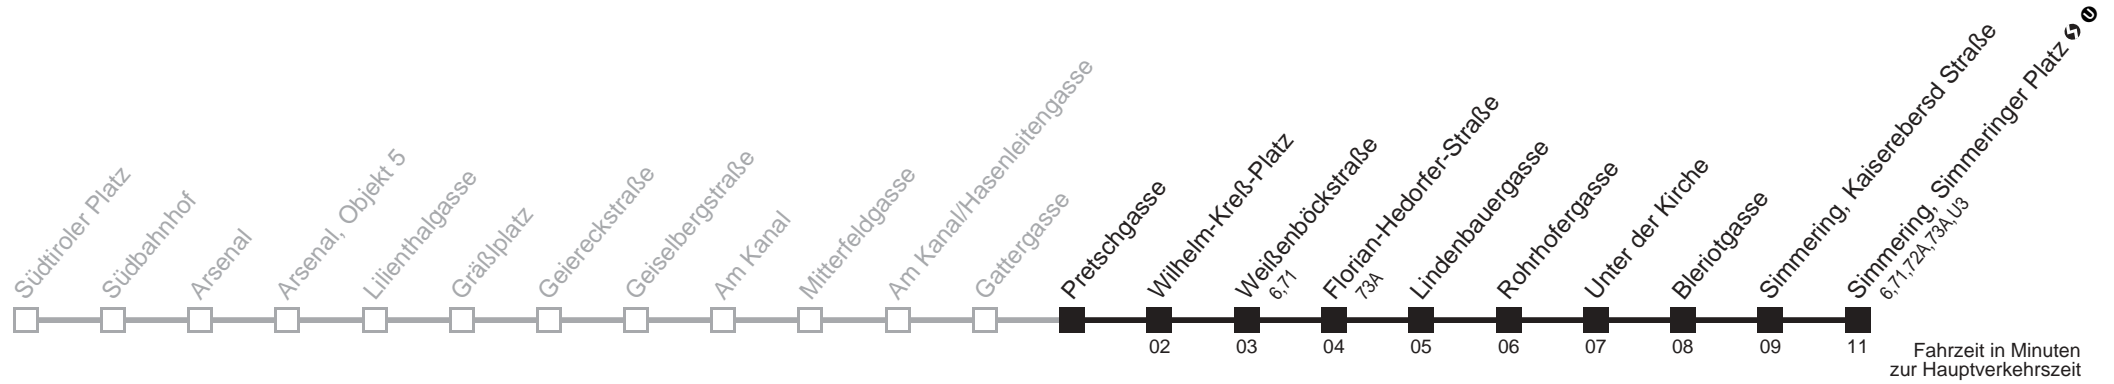 Südtiroler Platz
Südbahnhof
Arsenal
Arsenal, Objekt 5
Lilienthalgasse
Gräßlplatz
Geiereckstraße
Geiselbergstraße
Am Kanal
Mitterfeldgasse
Am Kanal/Hasenleitengasse
Gattergasse
Pretschgasse
Wilhelm-Kreß-Platz
Weißenböckstraße
6,71
Florian-Hedorfer-Straße
73A
Lindenbauergasse
Rohrhofergasse
Unter der Kirche
Bleriotgasse
Simmering, Kaiserebersd Straße
Simmering, Simmeringer Platz S U
6,71,72A,73A,U3
02
03
04
05
06
07
08
09
11
Fahrzeit in Minuten
zur Hauptverkehrszeit